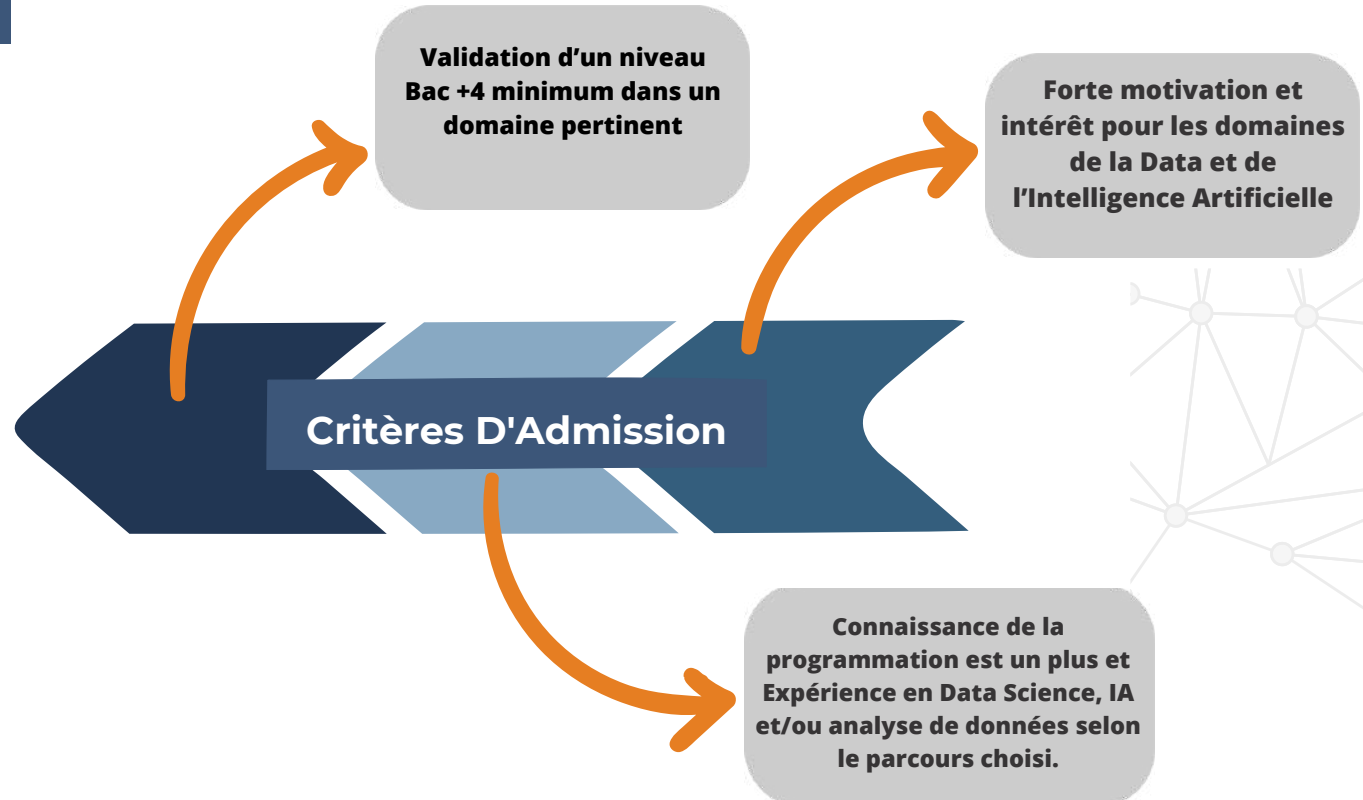 Validation d’un niveau
Bac +4 minimum dans un
domaine pertinent
Forte motivation et
intérêt pour les domaines
de la Data et de
l’Intelligence Artificielle
Critères D'Admission
Connaissance de la
programmation est un plus et
Expérience en Data Science, IA
et/ou analyse de données selon
le parcours choisi.